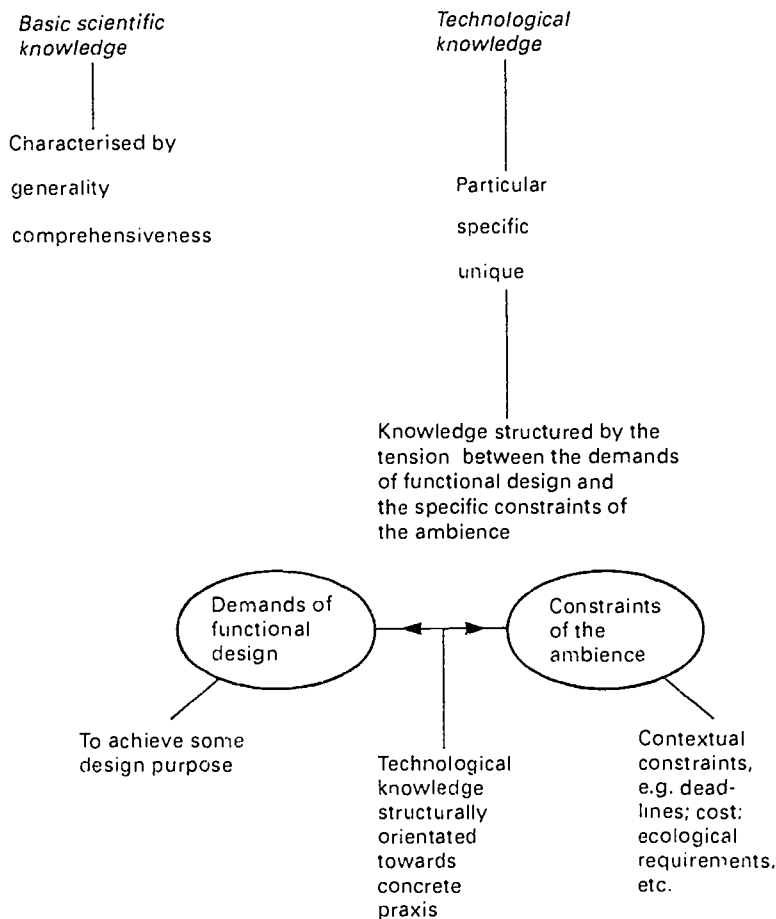 Basic scientific
knowledge
Technological
knowledge
Characterised by
generality
comprehensiveness
Particular
specific
unique
Knowledge structured by the
tension between the demands
of functional design and
the specific constraints of
the ambience
Demands of
functional
design
Constraints
of the
ambience
To achieve some
design purpose
Technological
knowledge
structurally
orientated
towards
concrete
praxis
Contextual
constraints,
e.g. dead-
lines; cost;
ecological
requirements,
etc.